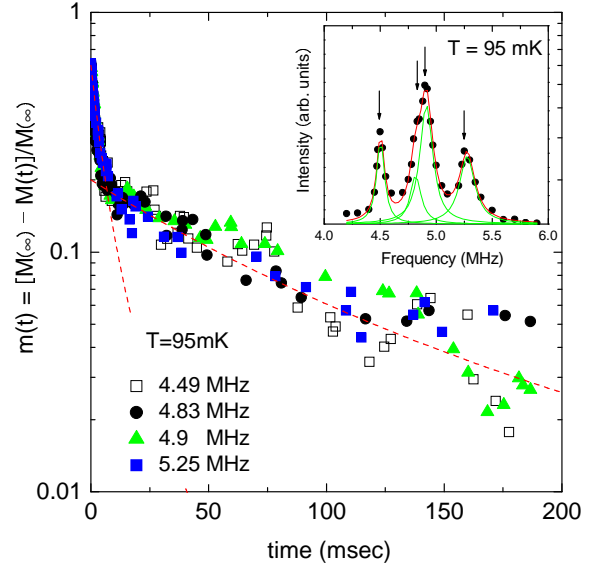 1
0.1
0.01
m(t) = [M(∞) − M(t)]/M(∞)
0
50
100
150
200
time (msec)
T=95mK
4.49 MHz
4.83 MHz
4.9 MHz
5.25 MHz
T = 95 mK
Intensity (arb. units)
4.0
4.5
5.0
5.5
6.0
Frequency (MHz)